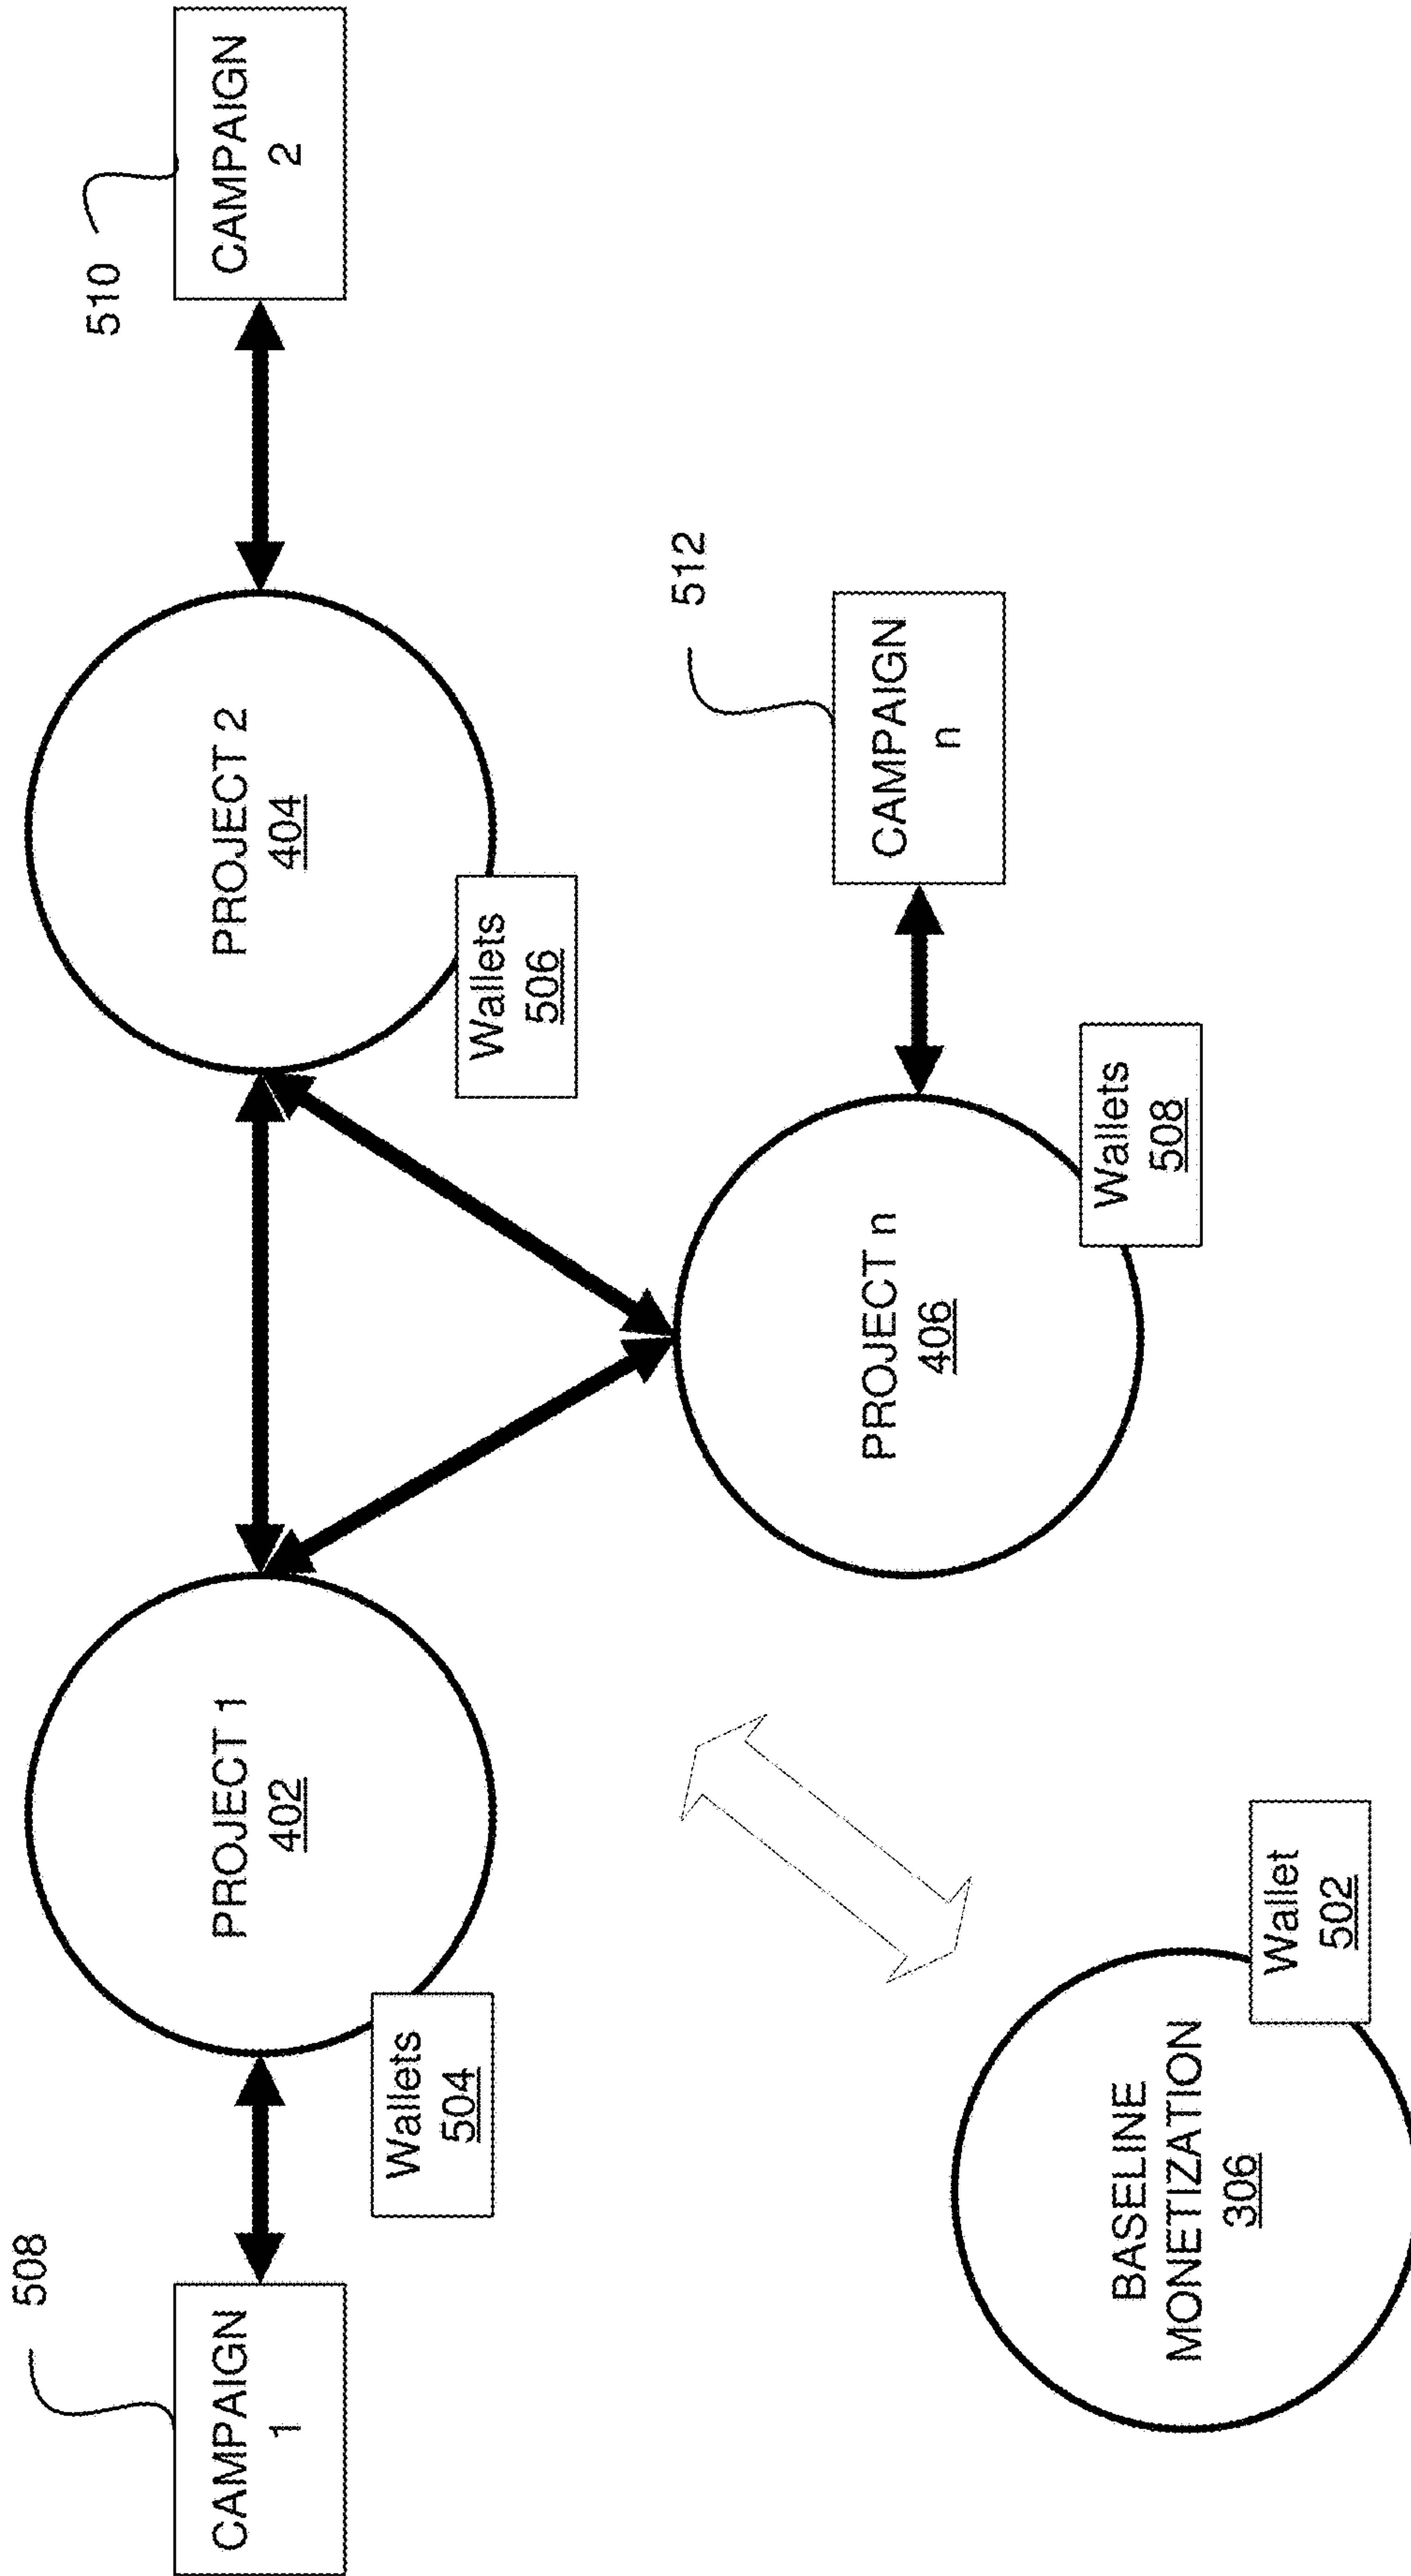 508
CAMPAIGN
1
PROJECT 1
402
Wallets
504
PROJECT 2
404
Wallets
506
510
CAMPAIGN
2
BASELINE
MONETIZATION
306
Wallet
502
PROJECT n
406
Wallets
508
512
CAMPAIGN
n